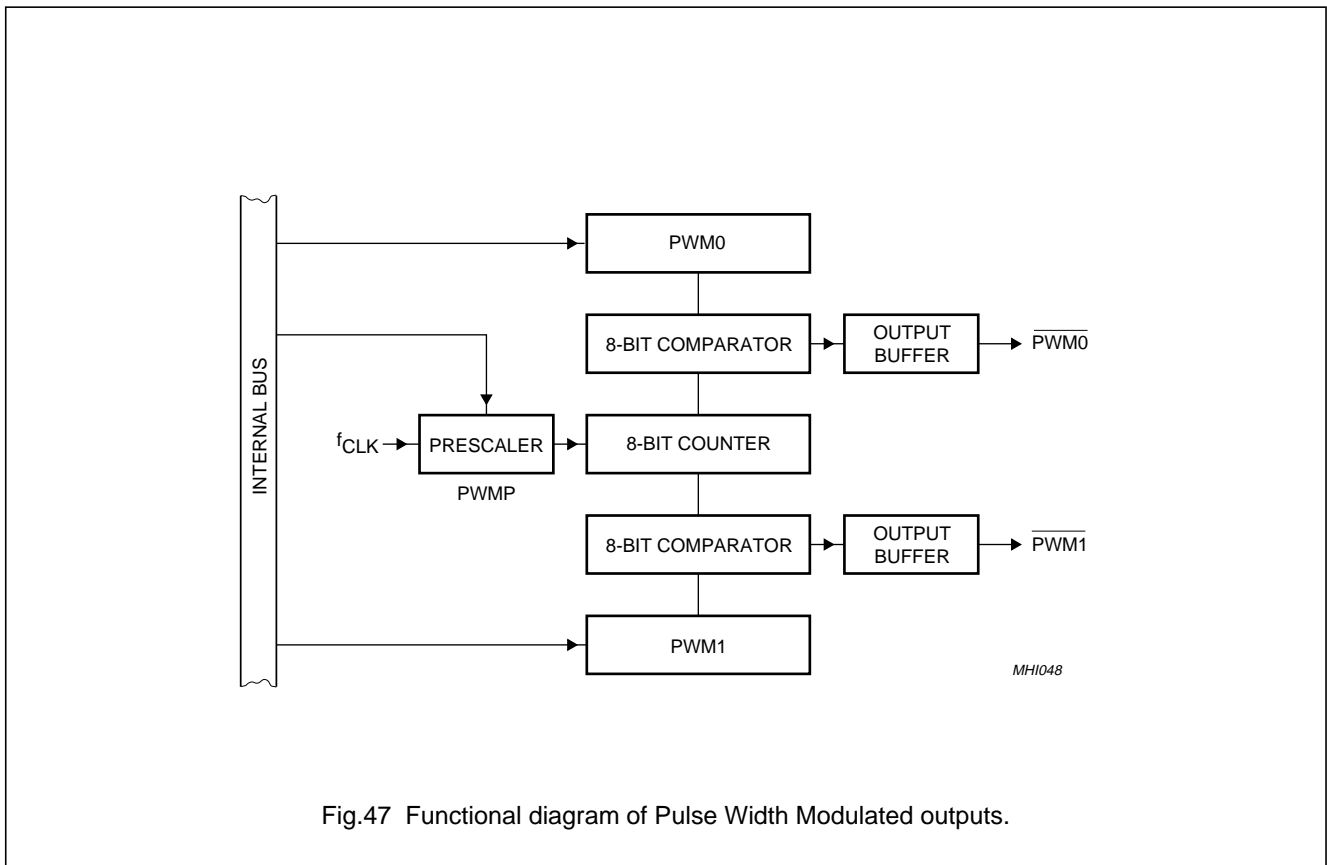 PWM0
8-BIT COMPARATOR
OUTPUT
BUFFER
PWM0
INTERNAL BUS
fCLK
PRESCALER
8-BIT COUNTER
PWMP
8-BIT COMPARATOR
OUTPUT
BUFFER
PWM1
PWM1
MHI048
Fig.47 Functional diagram of Pulse Width Modulated outputs.